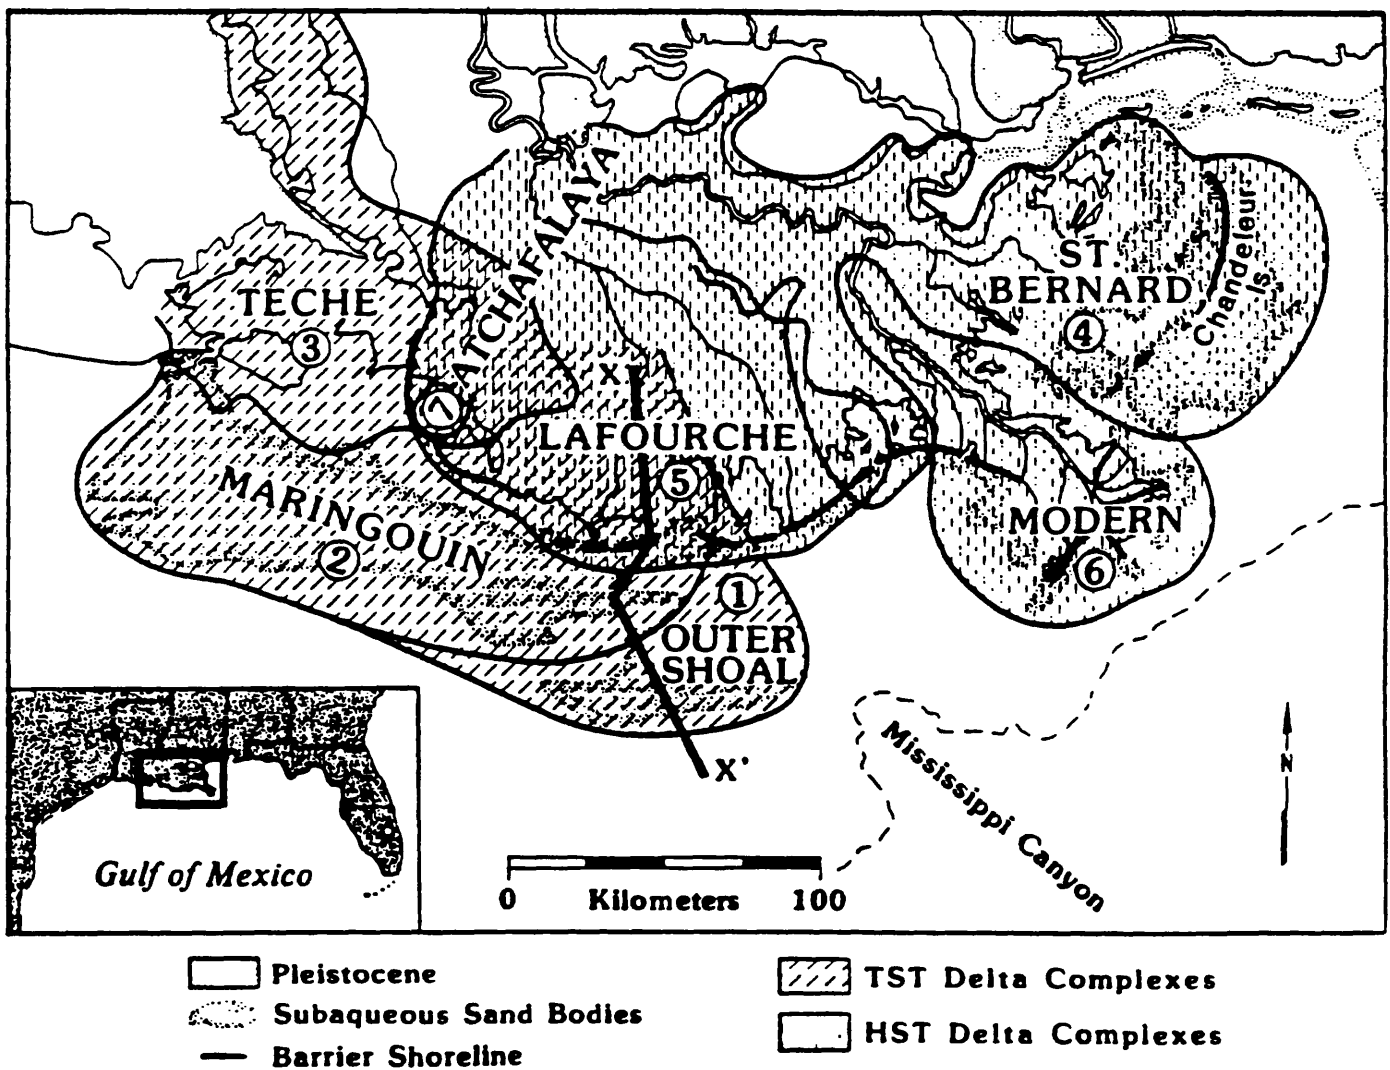 ATCHAFALAYA
7
TECHE
3
ST.
BERNARD
4
Chandeleur
Is.
X
LAFOURCHE
5
MARINGOUIN
2
MODERN
6
1
OUTER
SHOAL
X'
Mississippi Canyon
N
Gulf of Mexico
0 Kilometers 100
Pleistocene
Subaqueous Sand Bodies
Barrier Shoreline
TST Delta Complexes
HST Delta Complexes